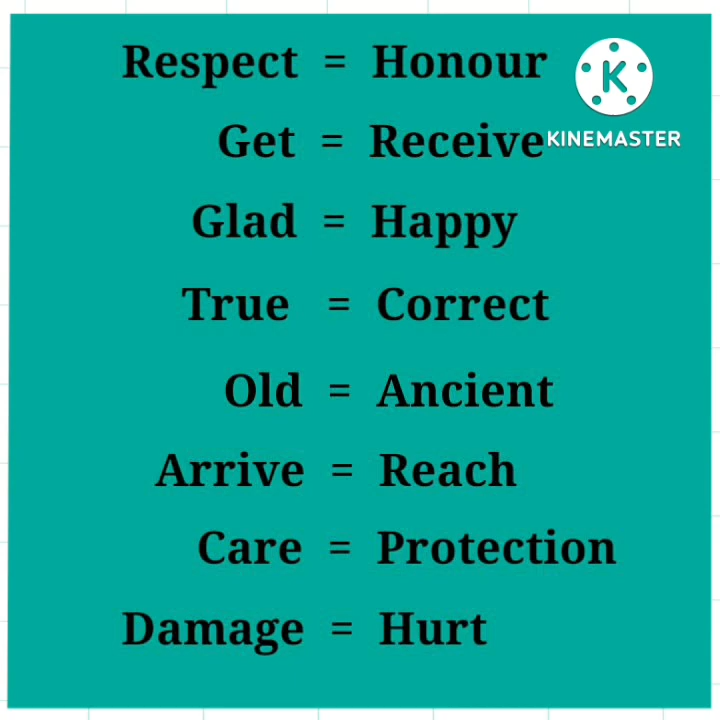 Respect = Honour
Get = Receive
KINEMASTER
Glad = Happy
True = Correct
Old = Ancient
Arrive = Reach
Care = Protection
Damage = Hurt